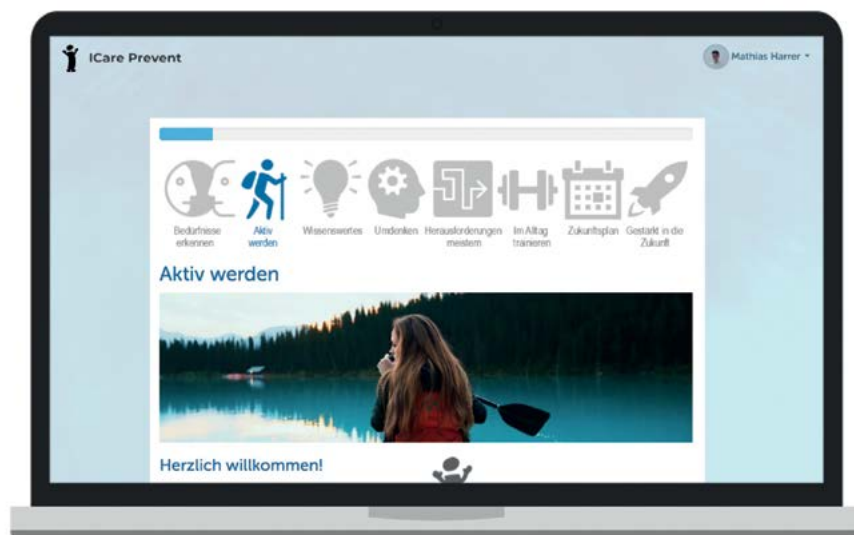 ICare Prevent
Mathias Harrer
Bedürfnisse erkennen
Aktiv werden
Wissenswertes
Umdenken
Herausforderungen meistern
Im Alltag trainieren
Zukunftsplan
Gestärkt in die Zukunft
Aktiv werden
Herzlich willkommen!